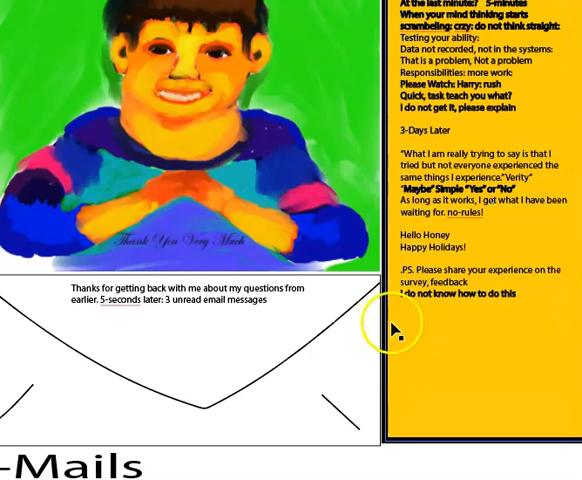 Thank You Very Much
Thanks for getting back with me about my questions from
earlier. 5-seconds later: 3 unread email messages
-Mails
At the last minute? 5-minutes
When your mind thinking starts
scrambeling: crzy: do not think straight:
Testing your ability:
Data not recorded, not in the systems:
That is a problem, Not a problem
Responsibilities: more work:
Please Watch: Harry: rush
Quick, task teach you what?
I do not get it, please explain
3-Days Later
"What I am really trying to say is that I
tried but not everyone experienced the
same things I experience."Verity"
"Maybe" Simple "Yes" or "No"
As long as it works, I get what I have been
waiting for. no-rules!
Hello Honey
Happy Holidays!
.PS. Please share your experience on the
survey, feedback
I do not know how to do this